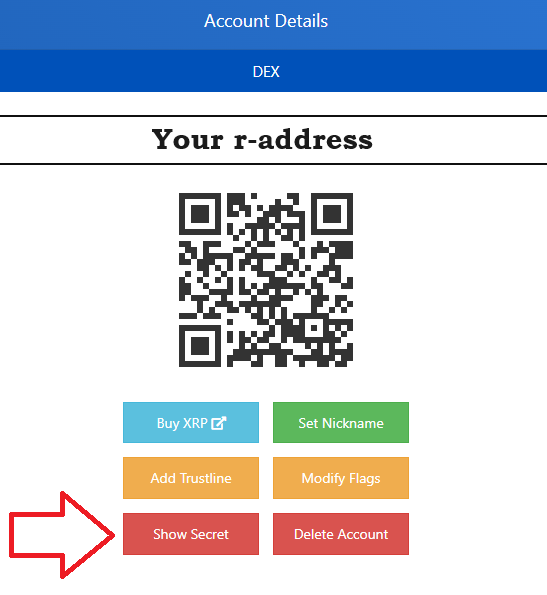 Account Details
DEX
Your r-address
Buy XRP
Set Nickname
Add Trustline
Modify Flags
Show Secret
Delete Account